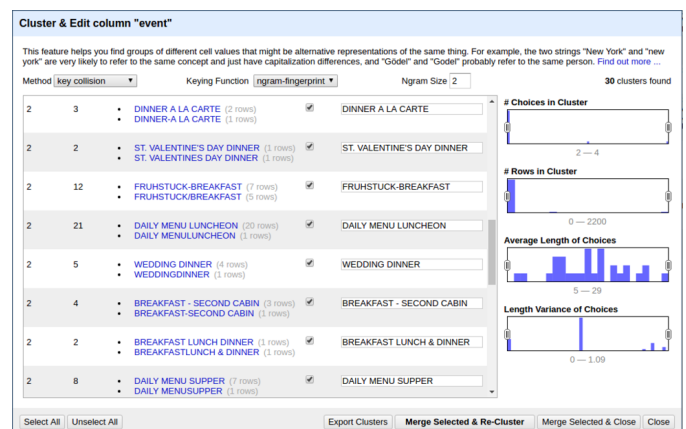 Cluster & Edit column "event"
This feature helps you find groups of different cell values that might be alternative representations of the same thing. For example, the two strings "New York" and "new
york" are very likely to refer to the same concept and just have capitalization differences, and "Gödel" and "Godel" probably refer to the same person. Find out more ...
Method key collision Keying Function ngram-fingerprint Ngram Size 2 30 clusters found
2 3 • DINNER A LA CARTE (2 rows) DINNER A LA CARTE
• DINNER-A LA CARTE (1 rows)
2 2 • ST. VALENTINE'S DAY DINNER (1 rows) ST. VALENTINE'S DAY DINNER
• ST. VALENTINES DAY DINNER (1 rows)
2 12 • FRUHSTUCK-BREAKFAST (7 rows) FRUHSTUCK-BREAKFAST
• FRUHSTUCK/BREAKFAST (5 rows)
2 21 • DAILY MENU LUNCHEON (20 rows) DAILY MENU LUNCHEON
• DAILY MENULUNCHEON (1 rows)
2 5 • WEDDING DINNER (4 rows) WEDDING DINNER
• WEDDINGDINNER (1 rows)
2 4 • BREAKFAST - SECOND CABIN (3 rows) BREAKFAST - SECOND CABIN
• BREAKFAST-SECOND CABIN (1 rows)
2 2 • BREAKFAST LUNCH DINNER (1 rows) BREAKFAST LUNCH & DINNER
• BREAKFASTLUNCH & DINNER (1 rows)
2 8 • DAILY MENU SUPPER (7 rows) DAILY MENU SUPPER
• DAILY MENUSUPPER (1 rows)
# Choices in Cluster
2 — 4
# Rows in Cluster
0 — 2200
Average Length of Choices
5 — 29
Length Variance of Choices
0 — 1.09
Select All Unselect All Export Clusters Merge Selected & Re-Cluster Merge Selected & Close Close